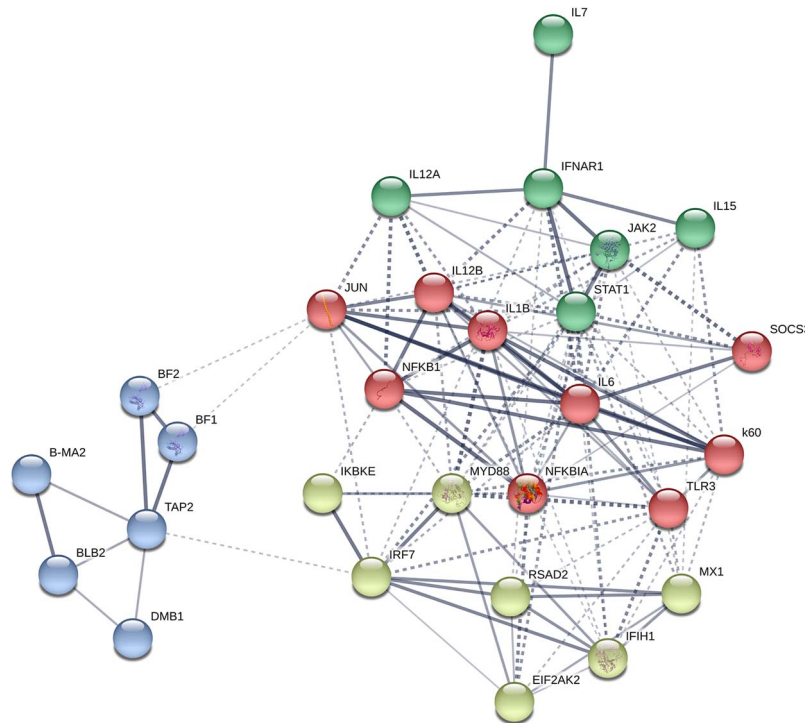 IL7
IFNAR1
IL12A
IL15
JAK2
IL12B
STAT1
JUN
IL1B
SOCS3
BF2
NFKB1
IL6
BF1
k60
B-MA2
IKBKE
MYD88
NFKBIA
TLR3
TAP2
IRF7
BLB2
RSAD2
MX1
DMB1
IFIH1
EIF2AK2